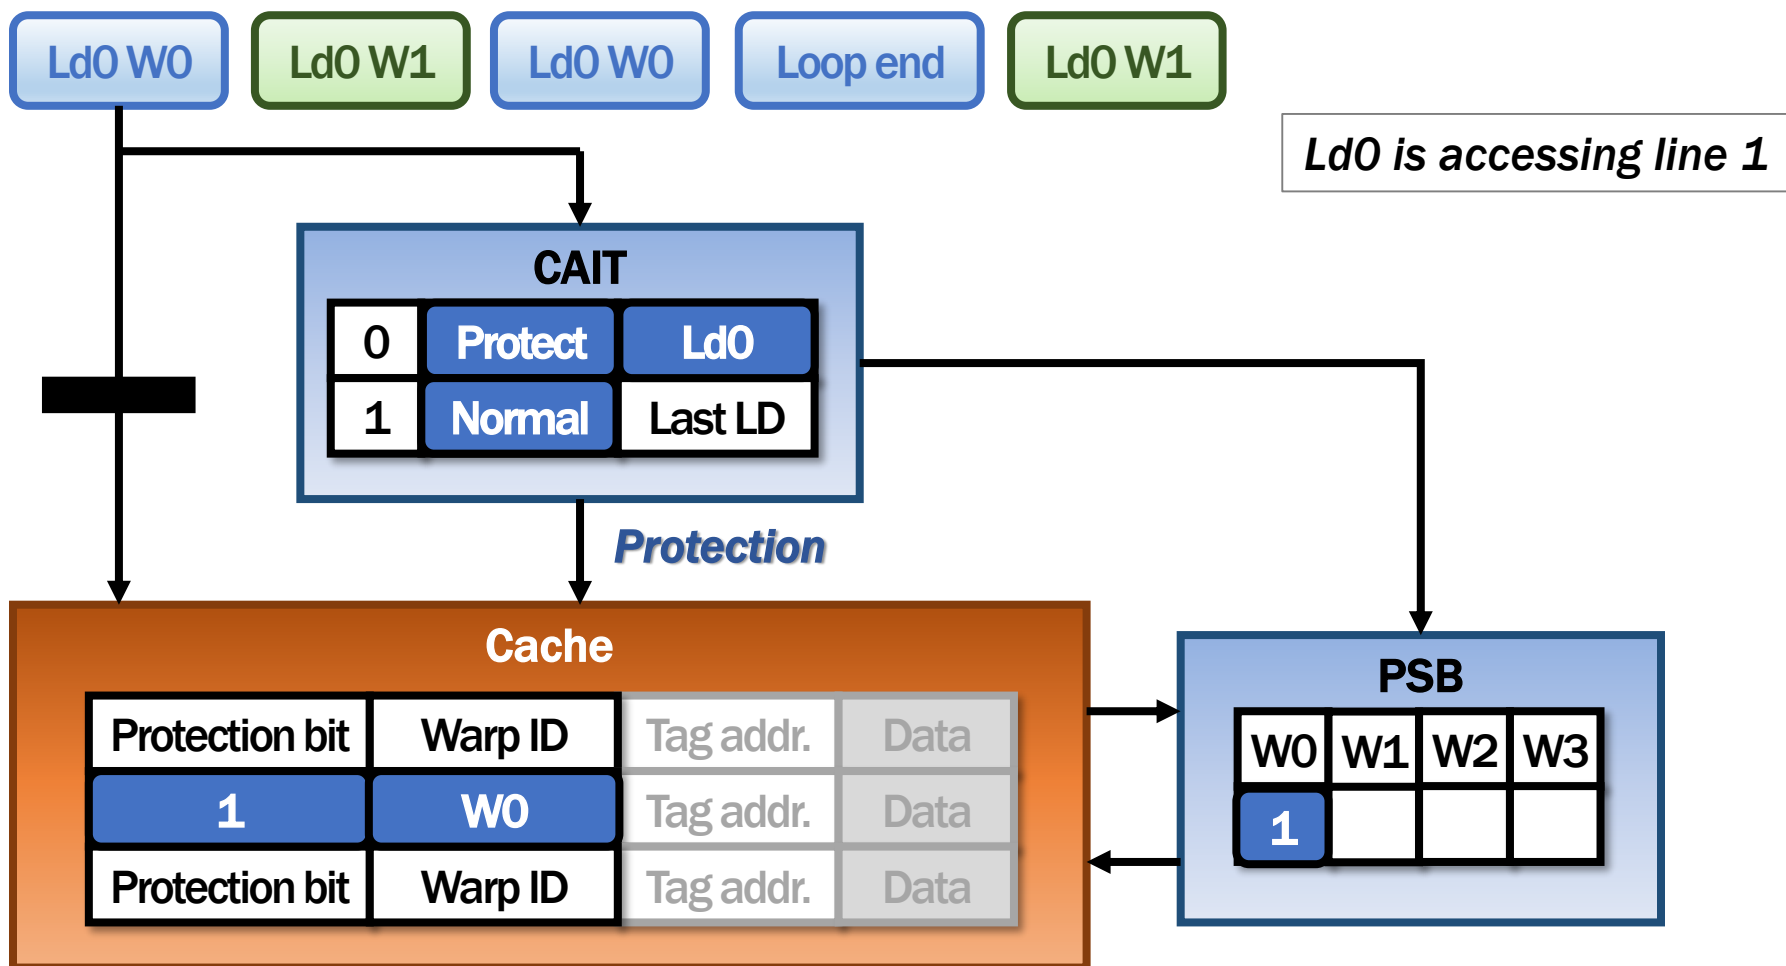 Ld0 W0 Ld0 W1 Ld0 W0 Loop end Ld0 W1
Ld0 is accessing line 1
CAIT
0 Protect Ld0
1 Normal Last LD
Protection
Cache
Protection bit Warp ID Tag addr. Data
1 W0 Tag addr. Data
Protection bit Warp ID Tag addr. Data
PSB
W0 W1 W2 W3
1